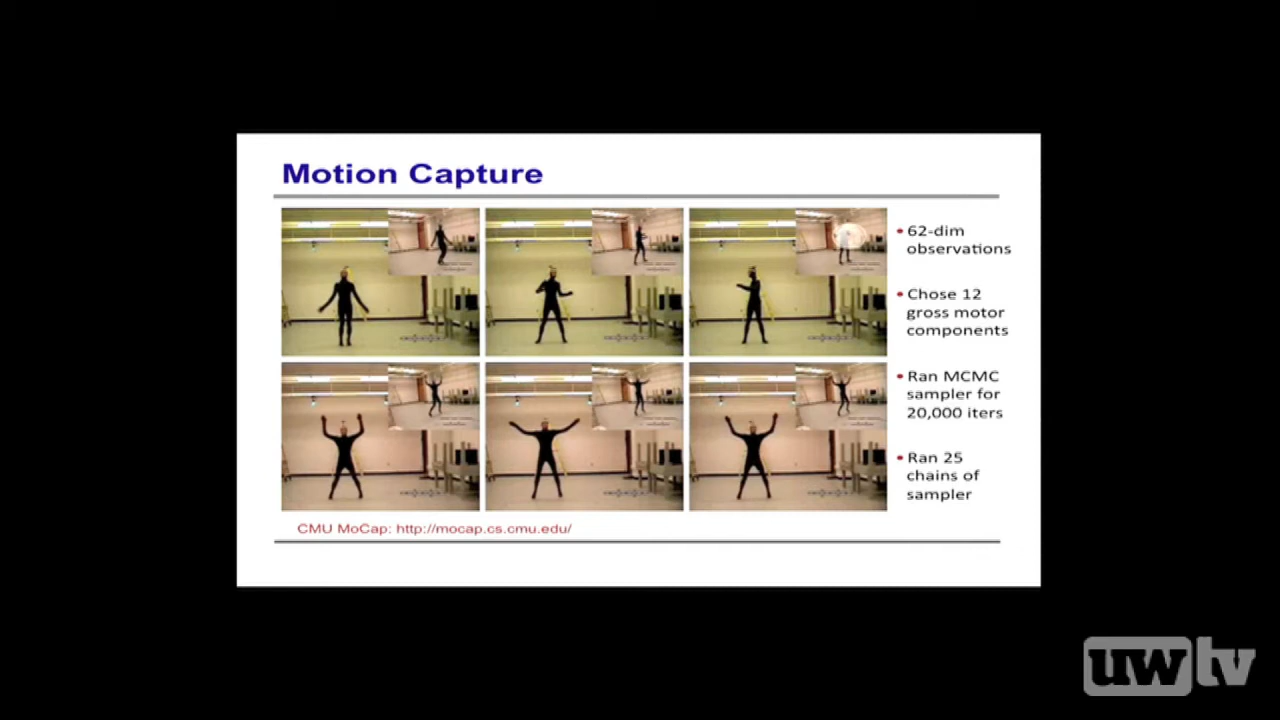 Motion Capture
• 62-dim
observations
• Chose 12
gross motor
components
• Ran MCMC
sampler for
20,000 iters
• Ran 25
chains of
sampler
CMU MoCap: http://mocap.cs.cmu.edu/
uwtv